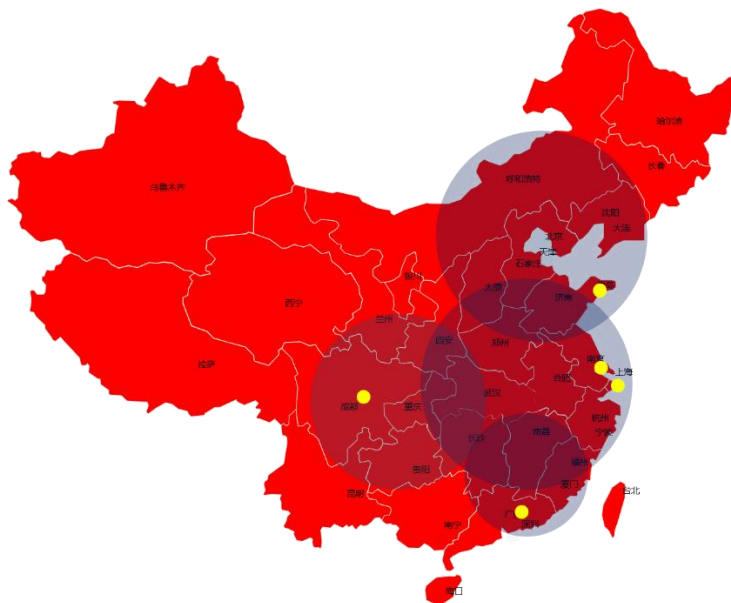 哈尔滨
长春
呼和浩特
乌鲁木齐
沈阳
大连
北京
天津
石家庄
银川
太原
济南
西宁
兰州
西安
郑州
南京
拉萨
上海
合肥
武汉
成都
重庆
杭州
宁波
南昌
长沙
福州
贵阳
厦门
昆明
台北
广
深圳
南宁
海口